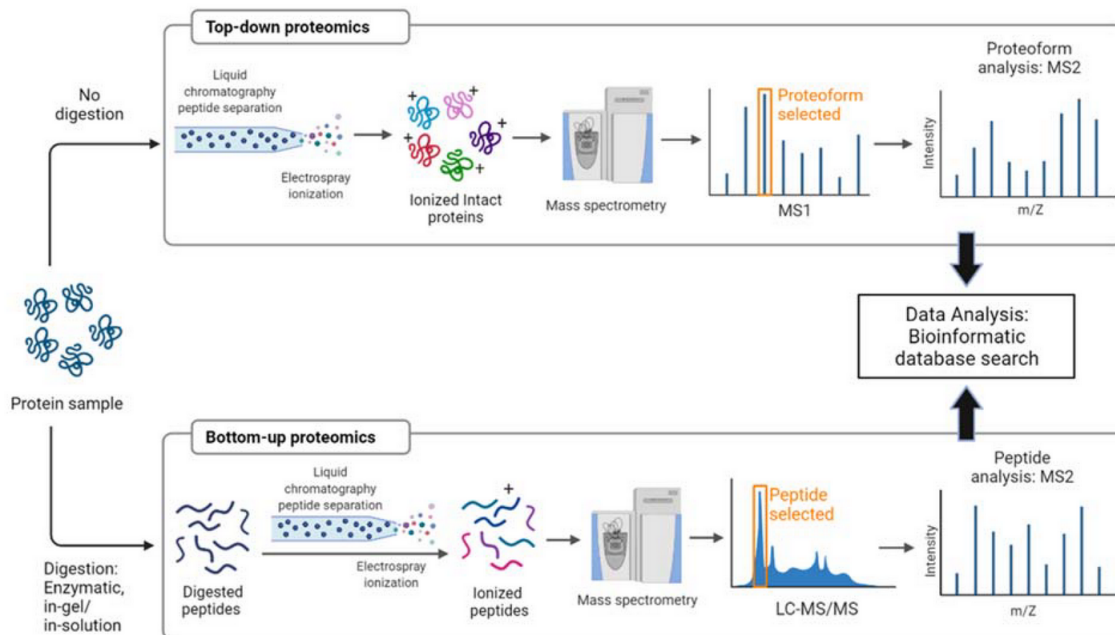 Top-down proteomics
No
digestion
Liquid
chromatography
peptide separation
Electrospray
ionization
+
+
+
+
+
Ionized Intact
proteins
Mass spectrometry
Proteoform
selected
MS1
Proteoform
analysis: MS2
Intensity
m/Z
Protein sample
Data Analysis:
Bioinformatic
database search
Bottom-up proteomics
Digestion:
Enzymatic,
in-gel/
in-solution
Digested
peptides
Liquid
chromatography
peptide separation
Electrospray
ionization
+
Ionized
peptides
Mass spectrometry
Peptide
selected
LC-MS/MS
Peptide
analysis: MS2
Intensity
m/Z